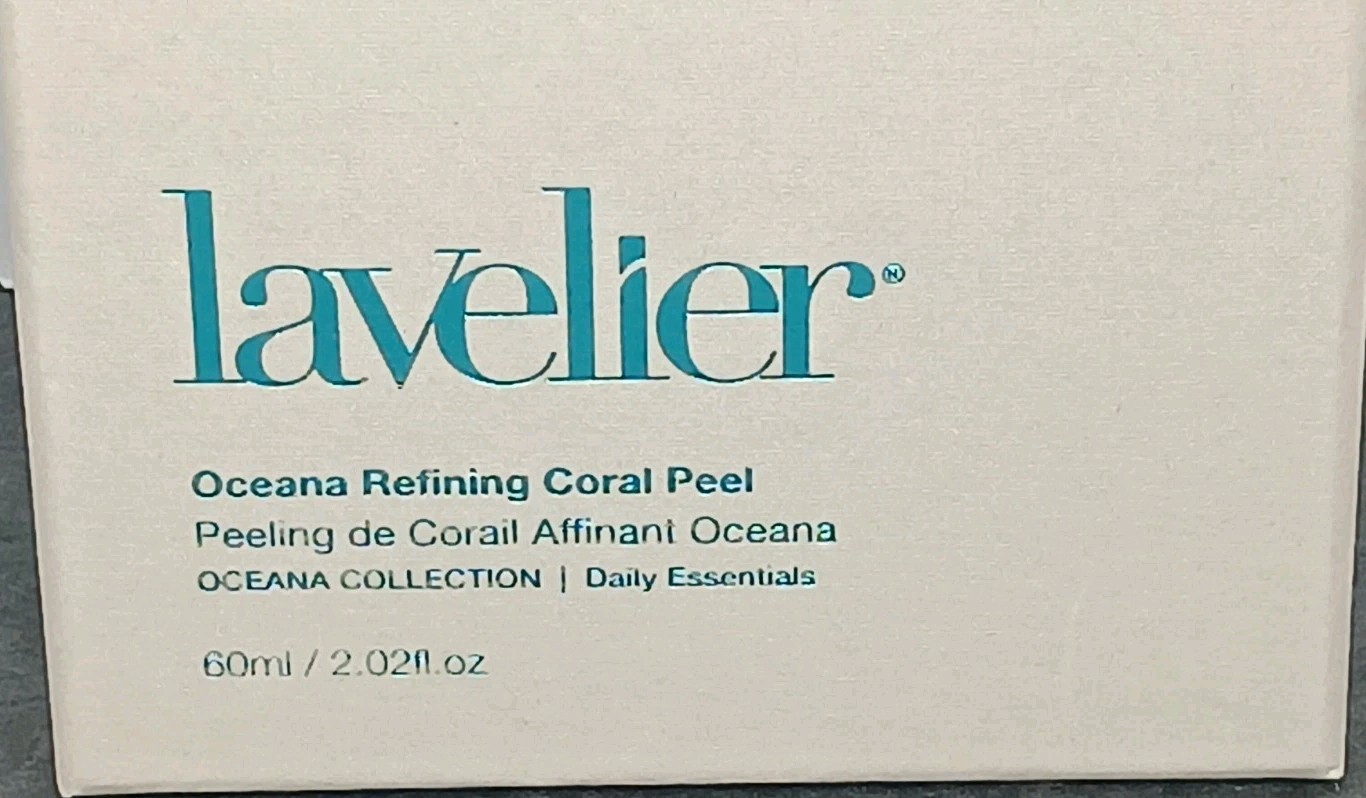 lavelier®
Oceana Refining Coral Peel
Peeling de Corail Affinant Oceana
OCEANA COLLECTION | Daily Essentials
60ml / 2.02fl.oz